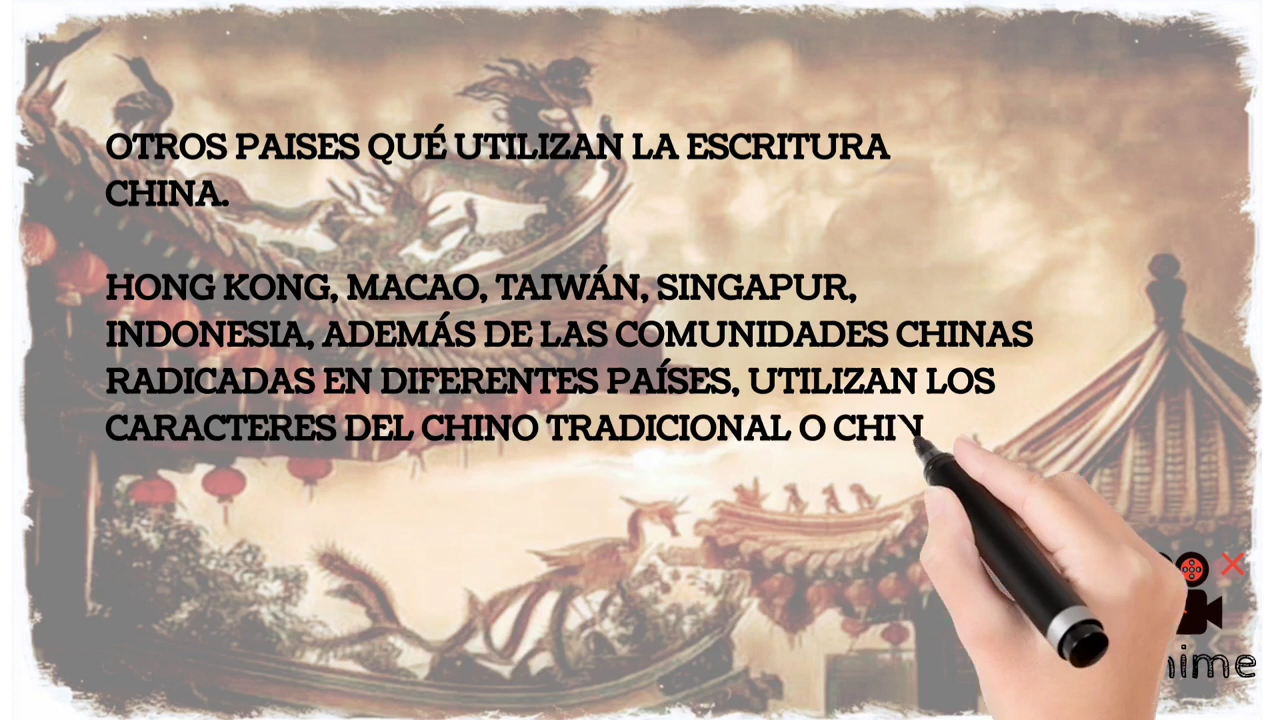 OTROS PAISES QUÉ UTILIZAN LA ESCRITURA
CHINA.
HONG KONG, MACAO, TAIWÁN, SINGAPUR,
INDONESIA, ADEMÁS DE LAS COMUNIDADES CHINAS
RADICADAS EN DIFERENTES PAÍSES, UTILIZAN LOS
CARACTERES DEL CHINO TRADICIONAL O CHIN